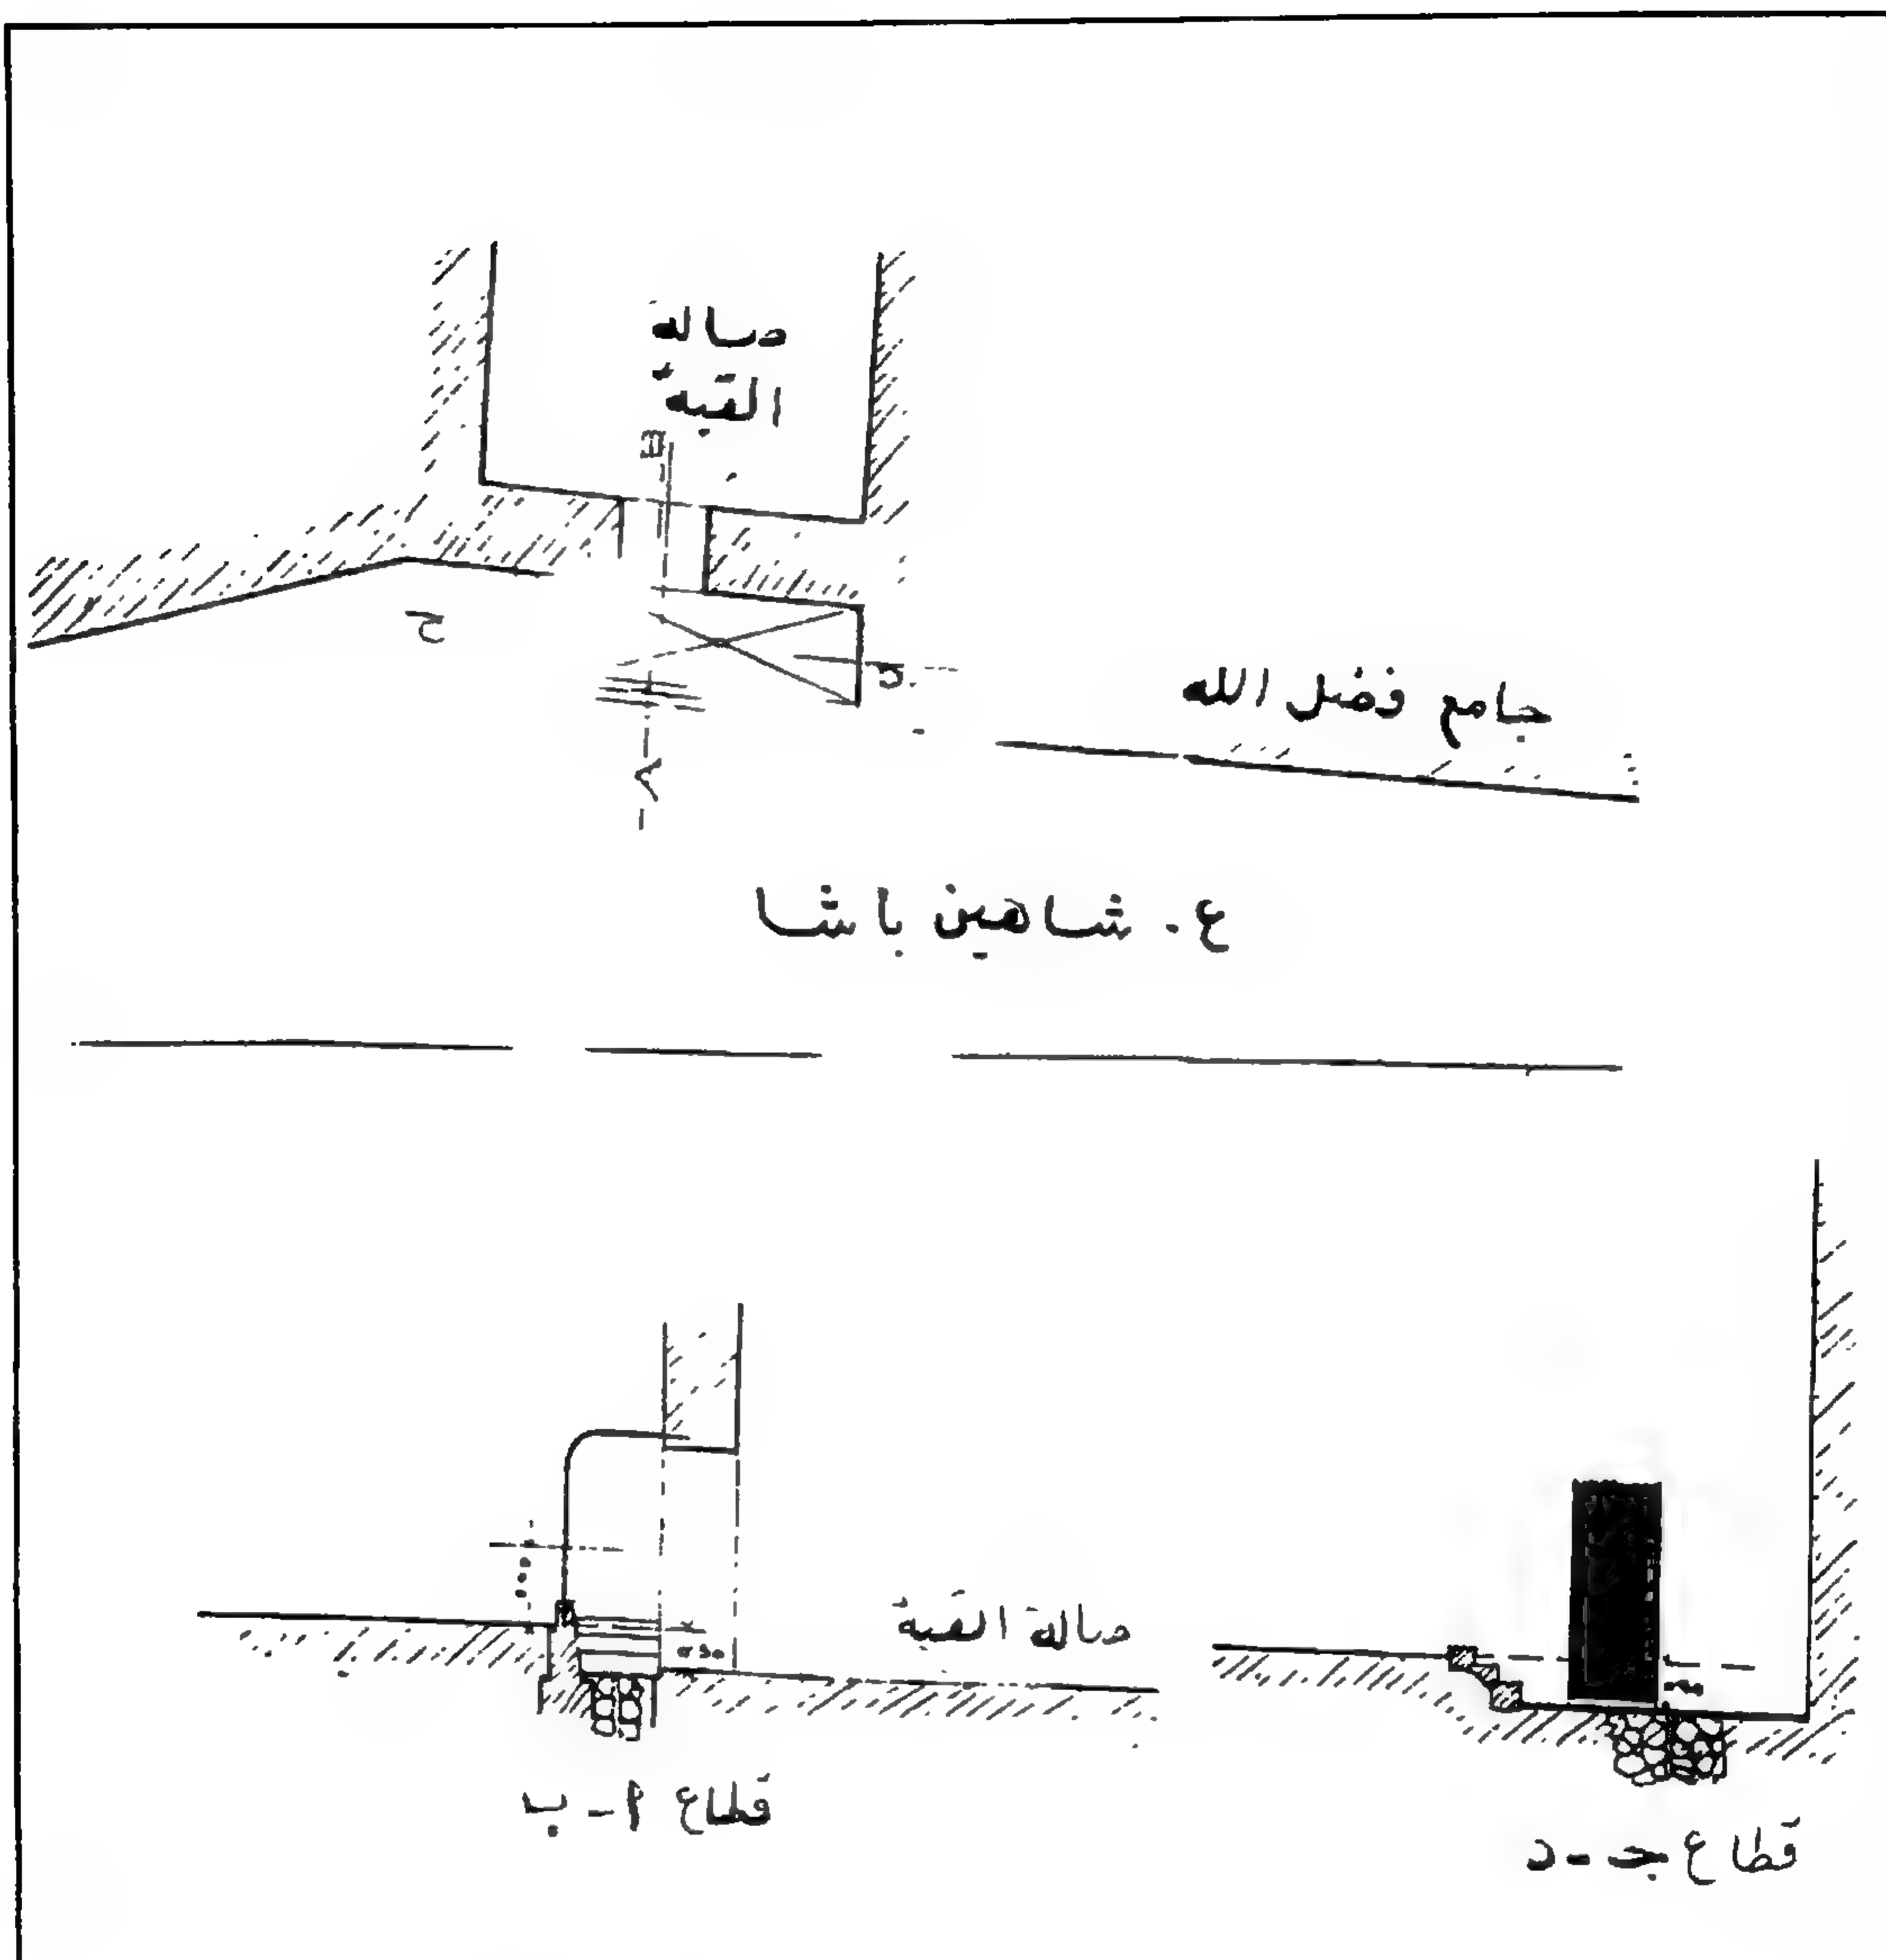 صالة
القبة
ح
جامع فضل الله
ع. شاهين باشا
صالة القبة
قطاع ا - ب
قطاع جـ - د